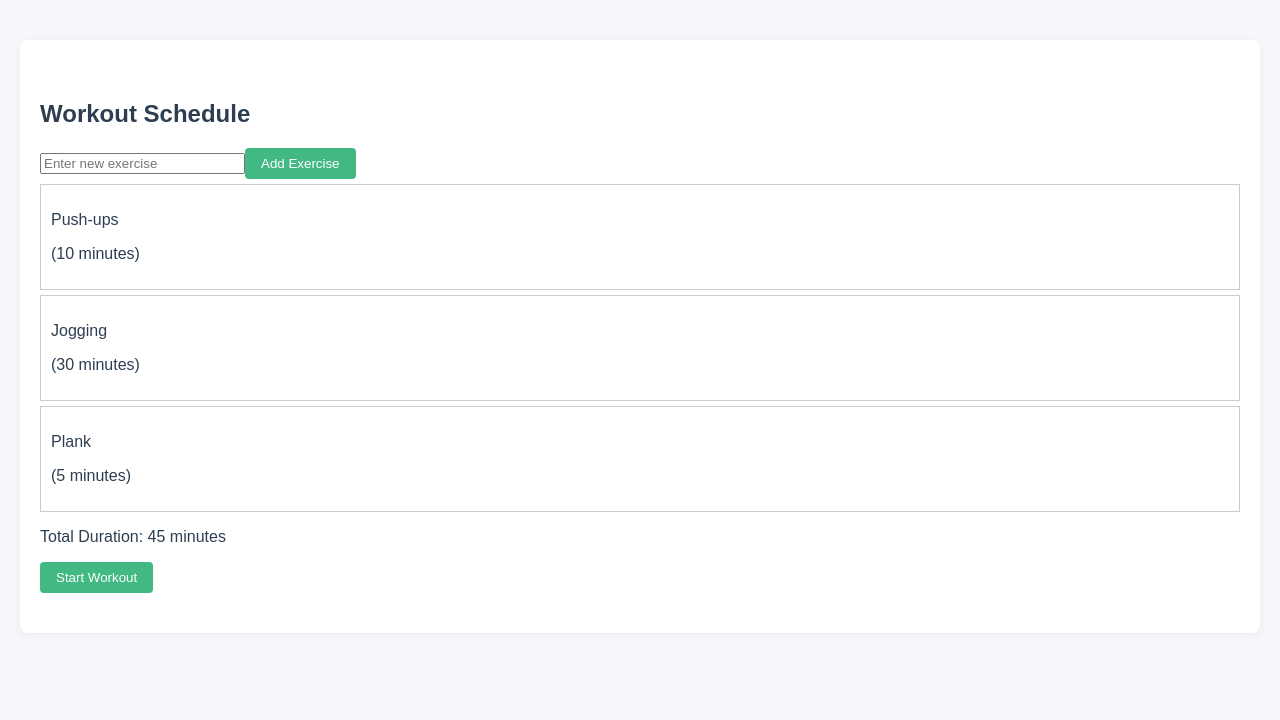 Workout Schedule
Enter new exercise Add Exercise
Push-ups
(10 minutes)
Jogging
(30 minutes)
Plank
(5 minutes)
Total Duration: 45 minutes
Start Workout